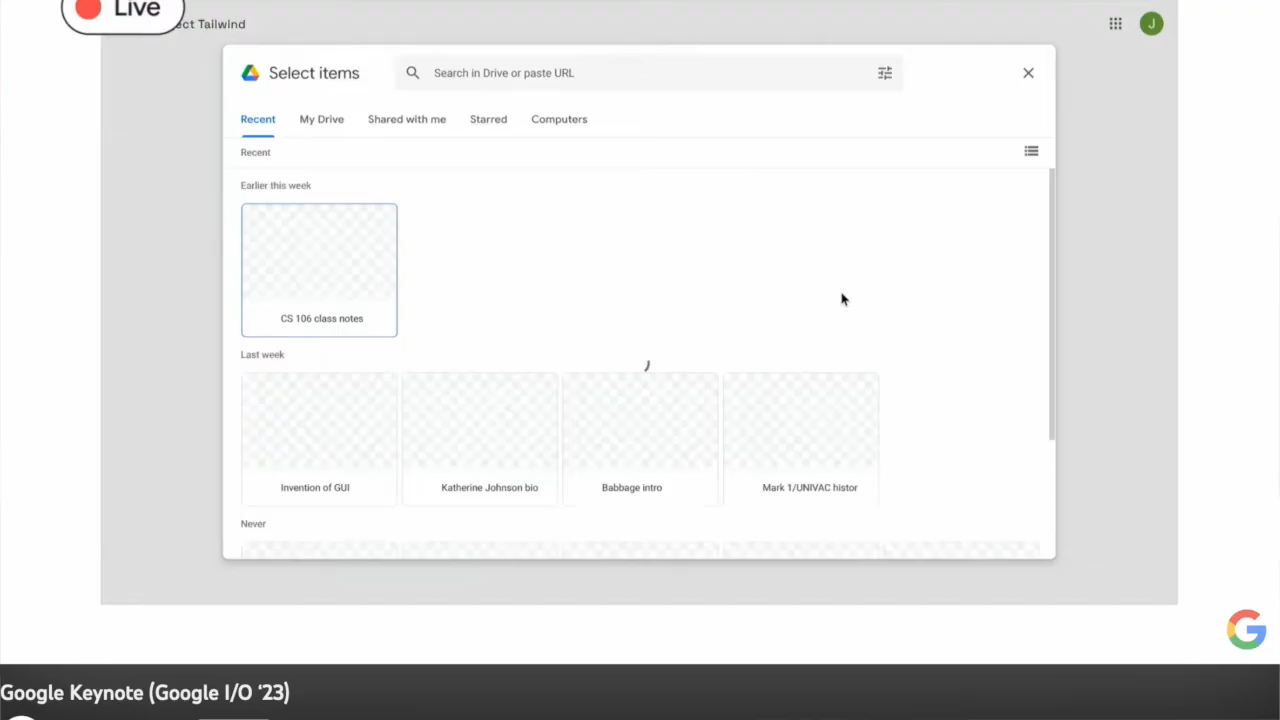 Live
ect Tailwind
J
Select items
Search in Drive or paste URL
Recent
My Drive
Shared with me
Starred
Computers
Recent
Earlier this week
CS 106 class notes
Last week
Invention of GUI
Katherine Johnson bio
Babbage intro
Mark 1/UNIVAC histor
Never
G
Google Keynote (Google I/O ‘23)